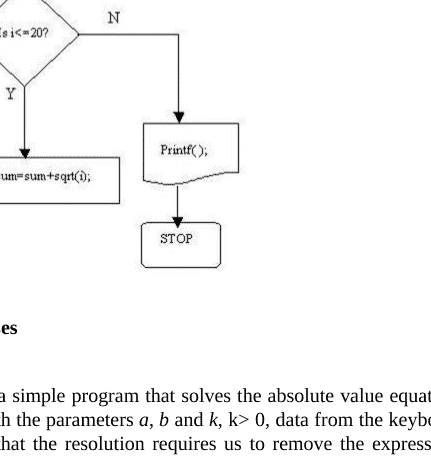 s i<=20?
N
Y
Printf();
um=sum+sqrt(i);
STOP
es
a simple program that solves the absolute value equat
h the parameters a, b and k, k> 0, data from the keybo
that the resolution requires us to remove the express